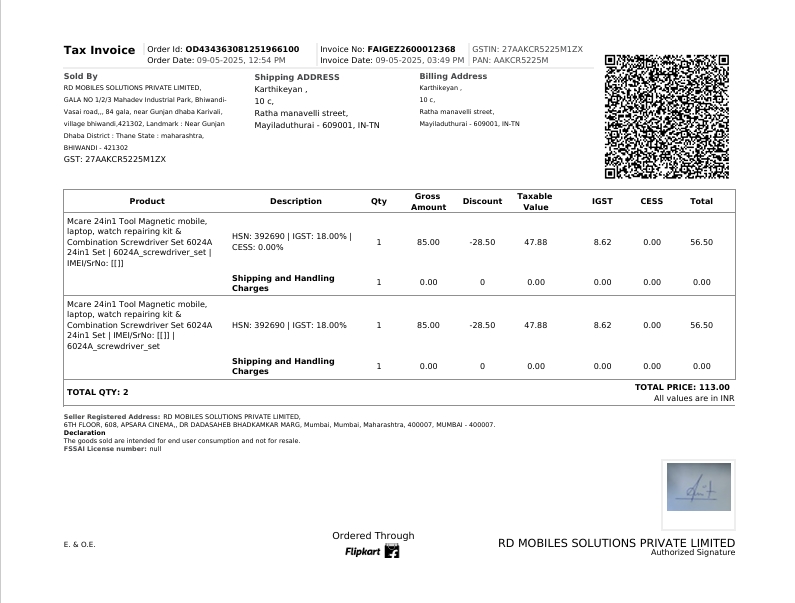 Tax Invoice
Order Id: OD434363081251966100
Order Date: 09-05-2025, 12:54 PM
Invoice No: FAIGEZ2600012368
Invoice Date: 09-05-2025, 03:49 PM
GSTIN: 27AAKCR5225M1ZX
PAN: AAKCR5225M
Sold By
RD MOBILES SOLUTIONS PRIVATE LIMITED,
GALA NO 1/2/3 Mahadev Industrial Park, Bhiwandi-
Vasai road,,, 84 gala, near Gunjan dhaba Karivali,
village bhiwandi,421302, Landmark : Near Gunjan
Dhaba District : Thane State : maharashtra,
BHIWANDI - 421302
GST: 27AAKCR5225M1ZX
Shipping ADDRESS
Karthikeyan ,
10 c,
Ratha manavelli street,
Mayiladuthurai - 609001, IN-TN
Billing Address
Karthikeyan ,
10 c,
Ratha manavelli street,
Mayiladuthurai - 609001, IN-TN
Product Description Qty Gross Amount Discount Taxable Value IGST CESS Total
Mcare 24in1 Tool Magnetic mobile,
laptop, watch repairing kit &
Combination Screwdriver Set 6024A
24in1 Set | 6024A_screwdriver_set |
IMEI/SrNo: [[]]
HSN: 392690 | IGST: 18.00% |
CESS: 0.00%
1 85.00 -28.50 47.88 8.62 0.00 56.50
Shipping and Handling
Charges
1 0.00 0 0.00 0.00 0.00 0.00
Mcare 24in1 Tool Magnetic mobile,
laptop, watch repairing kit &
Combination Screwdriver Set 6024A
24in1 Set | IMEI/SrNo: [[]] |
6024A_screwdriver_set
HSN: 392690 | IGST: 18.00%
1 85.00 -28.50 47.88 8.62 0.00 56.50
Shipping and Handling
Charges
1 0.00 0 0.00 0.00 0.00 0.00
TOTAL QTY: 2
TOTAL PRICE: 113.00
All values are in INR
Seller Registered Address: RD MOBILES SOLUTIONS PRIVATE LIMITED,
6TH FLOOR, 608, APSARA CINEMA,, DR DADASAHEB BHADKAMKAR MARG, Mumbai, Mumbai, Maharashtra, 400007, MUMBAI - 400007.
Declaration
The goods sold are intended for end user consumption and not for resale.
FSSAI License number: null
E. & O.E.
Ordered Through
Flipkart
RD MOBILES SOLUTIONS PRIVATE LIMITED
Authorized Signature